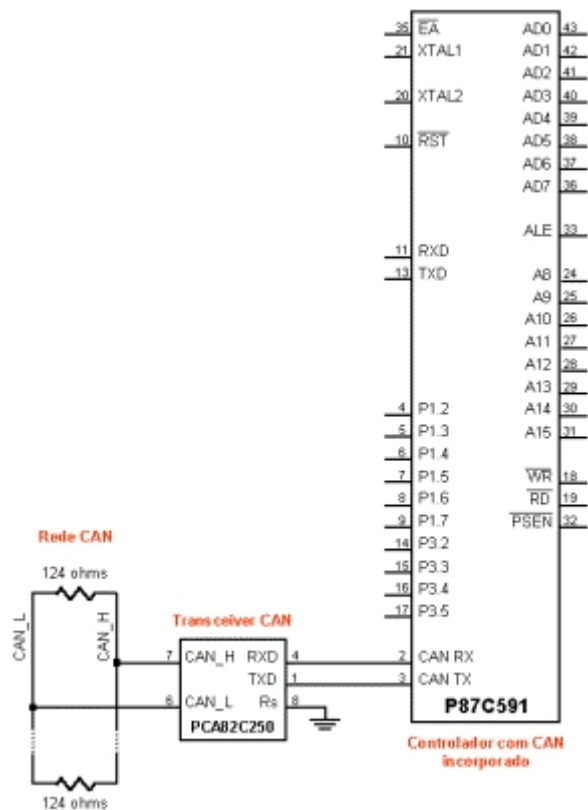 35 EA AD0 43
21 XTAL1 AD1 42
AD2 41
20 XTAL2 AD3 40
AD4 39
10 RST AD5 38
AD6 37
AD7 36
ALE 33
11 RXD
13 TXD A8 24
A9 25
A10 26
A11 27
A12 28
A13 29
4 P1.2 A14 30
5 P1.3 A15 31
6 P1.4
7 P1.5 WR 18
8 P1.6 RD 19
9 P1.7 PSEN 32
14 P3.2
15 P3.3
16 P3.4
17 P3.5
2 CAN RX
3 CAN TX
P87C591
Controlador com CAN
incorporado
Rede CAN
124 ohms
CAN_L
CAN_H
124 ohms
Transceiver CAN
7 CAN_H RXD 4
TXD 1
6 CAN_L Rs 8
PCA82C250